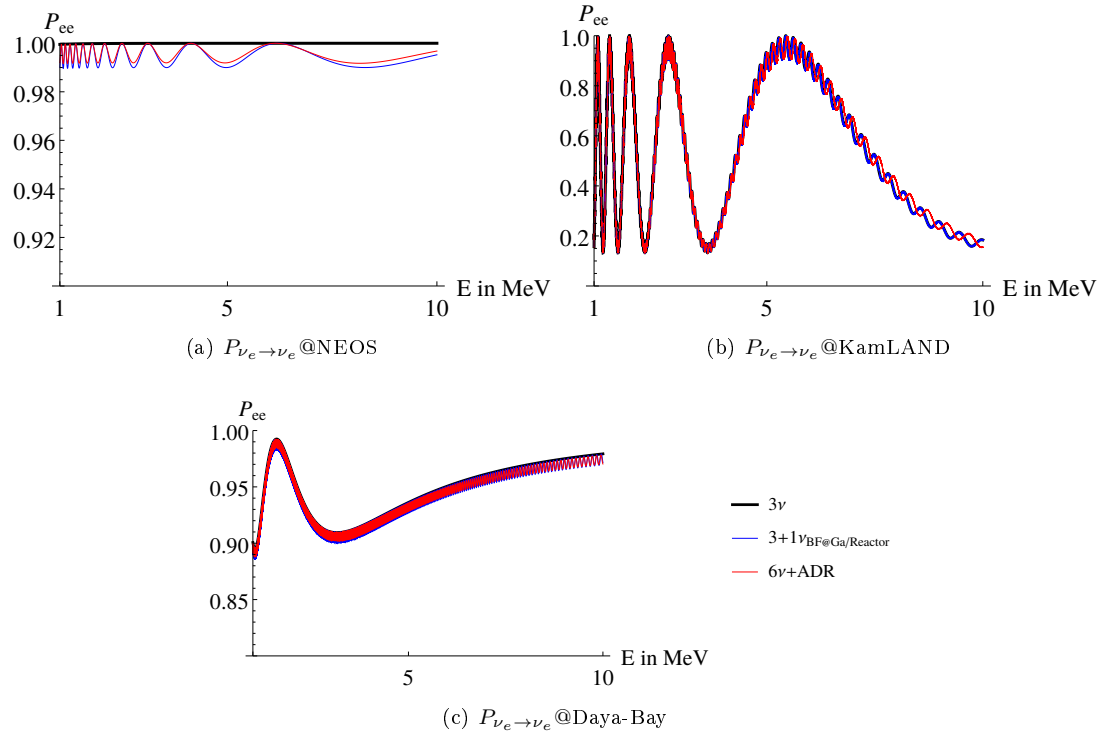 P_ee
1.00
0.98
0.96
0.94
0.92
1 5 10
E in MeV
(a) P_{ν_e→ν_e}@NEOS
P_ee
1.0
0.8
0.6
0.4
0.2
1 5 10
E in MeV
(b) P_{ν_e→ν_e}@KamLAND
P_ee
1.00
0.95
0.90
0.85
5 10
E in MeV
3ν
3+1ν_{BF@Ga/Reactor}
6ν+ADR
(c) P_{ν_e→ν_e}@Daya-Bay